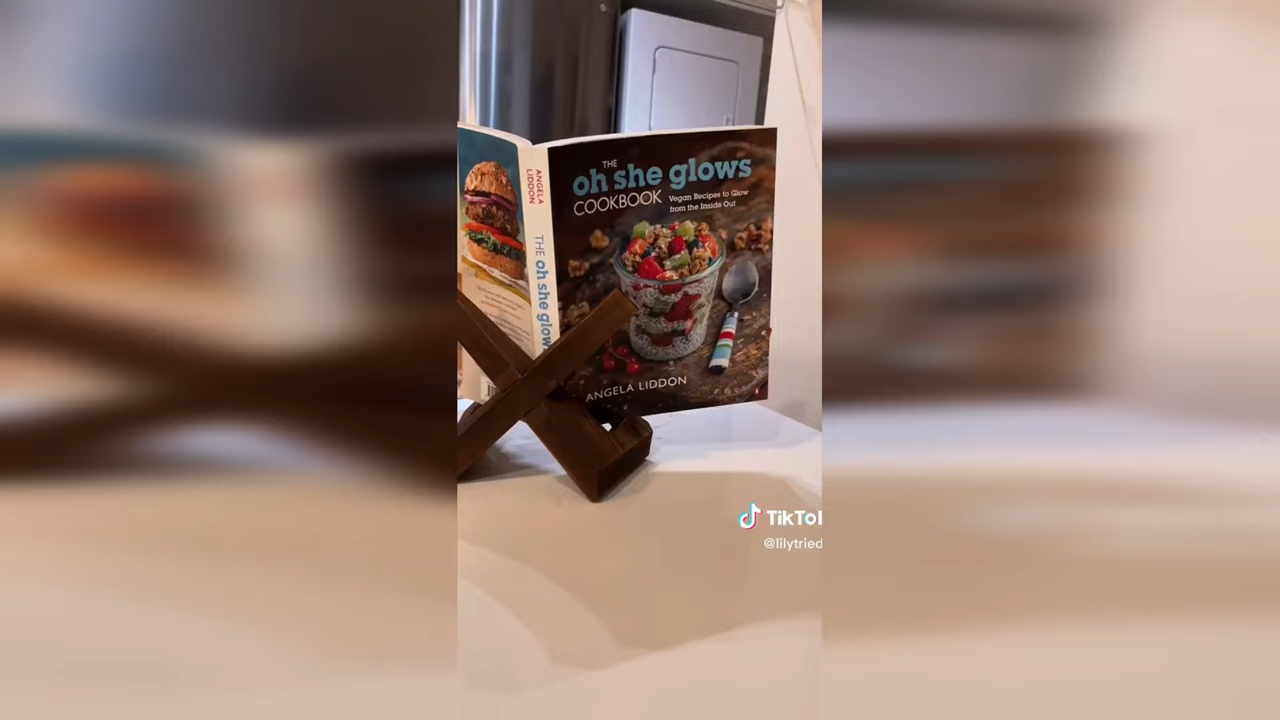 THE
oh she glows
COOKBOOK
Vegan Recipes to Glow
from the Inside Out
ANGELA LIDDON
ANGELA
LIDDON
THE oh she glow
TikTo
@lilytried